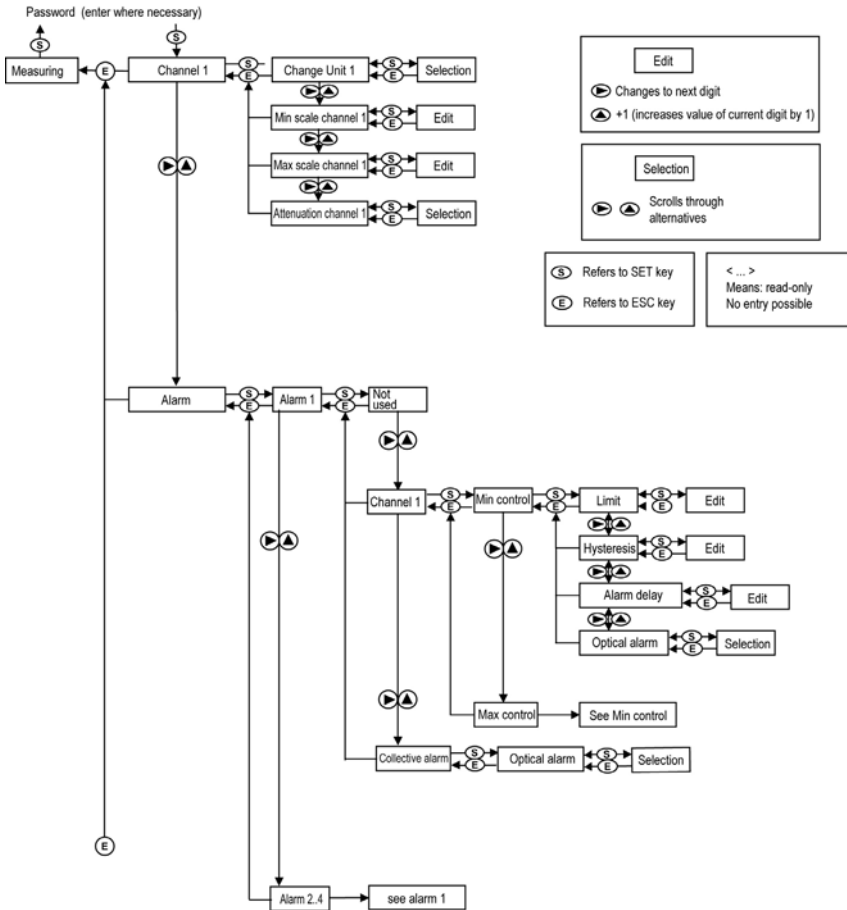 Password (enter where necessary)
S
S
Measuring
E
Channel 1
S
E
Change Unit 1
S
E
Selection
Min scale channel 1
S
E
Edit
Max scale channel 1
S
E
Edit
Attenuation channel 1
S
E
Selection
Edit
Changes to next digit
+1 (increases value of current digit by 1)
Selection
Scrolls through
alternatives
S Refers to SET key
E Refers to ESC key
< ... >
Means: read-only
No entry possible
Alarm
S
E
Alarm 1
S
E
Not
used
Channel 1
S
E
Min control
S
E
Limit
S
E
Edit
Hysteresis
S
E
Edit
Alarm delay
S
E
Edit
Optical alarm
S
E
Selection
Max control
See Min control
Collective alarm
S
E
Optical alarm
S
E
Selection
E
Alarm 2..4
see alarm 1